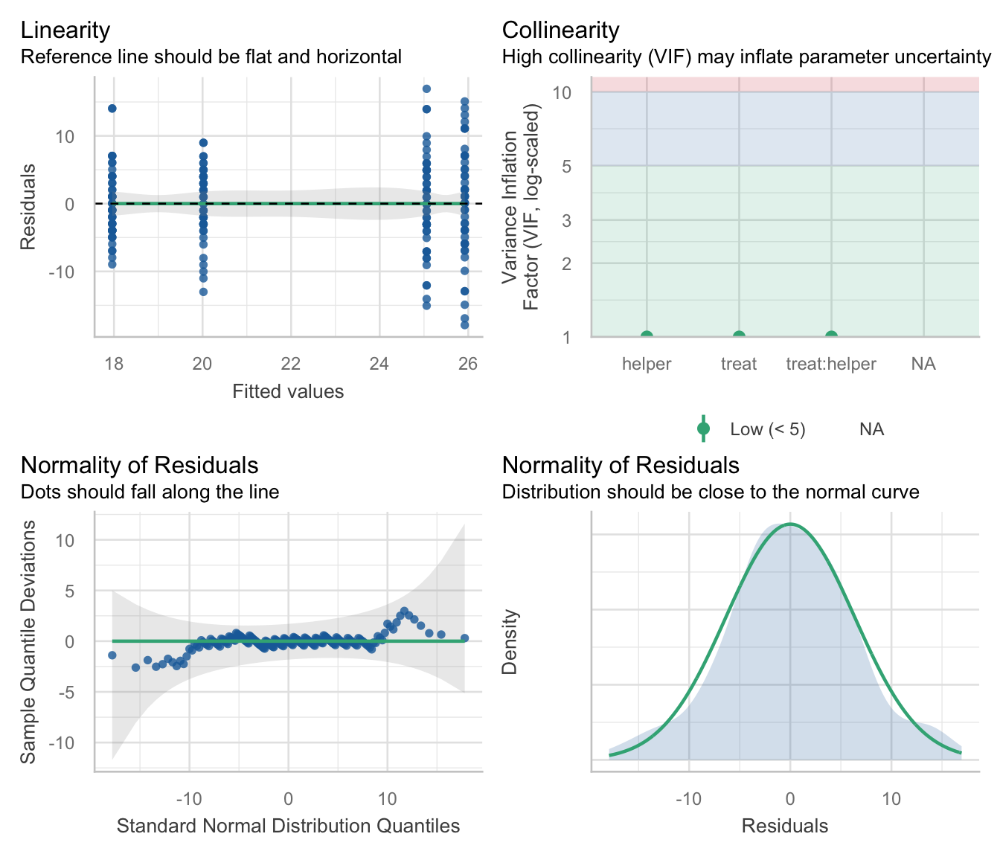 Linearity
Reference line should be flat and horizontal
10
0
-10
Residuals
18
20
22
24
26
Fitted values
Collinearity
High collinearity (VIF) may inflate parameter uncertainty
10
5
3
2
1
Variance Inflation
Factor (VIF, log-scaled)
helper
treat
treat:helper
NA
Low (< 5)
NA
Normality of Residuals
Dots should fall along the line
10
5
0
-5
-10
Sample Quantile Deviations
-10
0
10
Standard Normal Distribution Quantiles
Normality of Residuals
Distribution should be close to the normal curve
Density
-10
0
10
Residuals